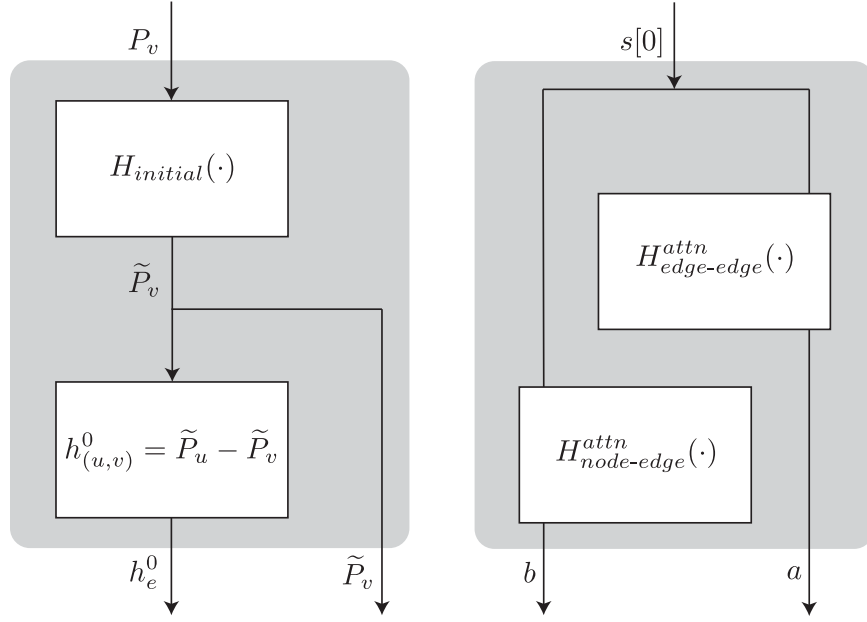 P_v
H_{initial}(·)
\widetilde{P}_v
h^0_{(u,v)} = \widetilde{P}_u − \widetilde{P}_v
h^0_e
\widetilde{P}_v
s[0]
H^{attn}_{edge-edge}(·)
H^{attn}_{node-edge}(·)
b
a